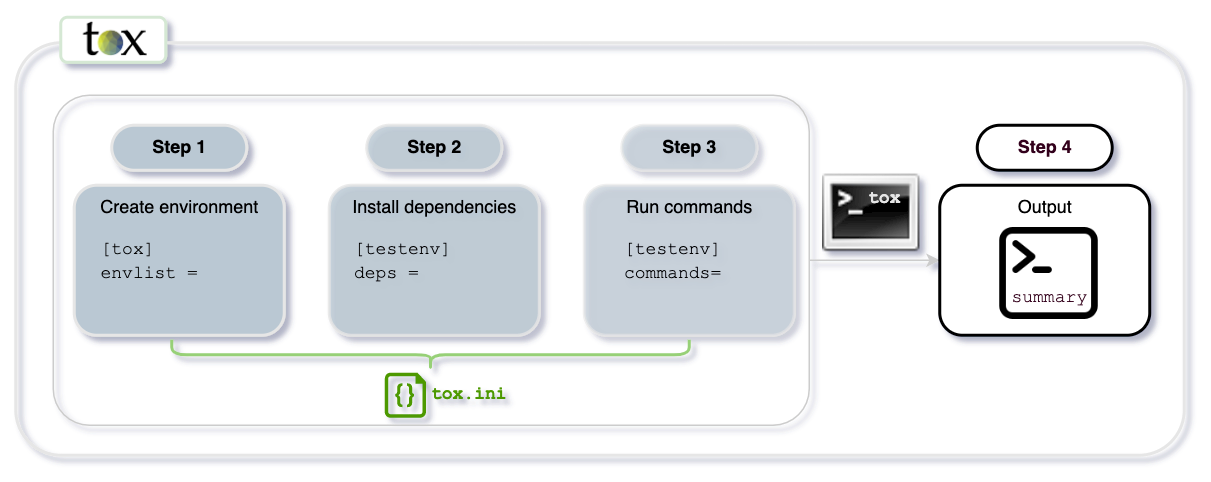 tox
Step 1
Step 2
Step 3
Step 4
Create environment
[tox]
envlist =
Install dependencies
[testenv]
deps =
Run commands
[testenv]
commands=
>_ tox
Output
>_
summary
{} tox.ini